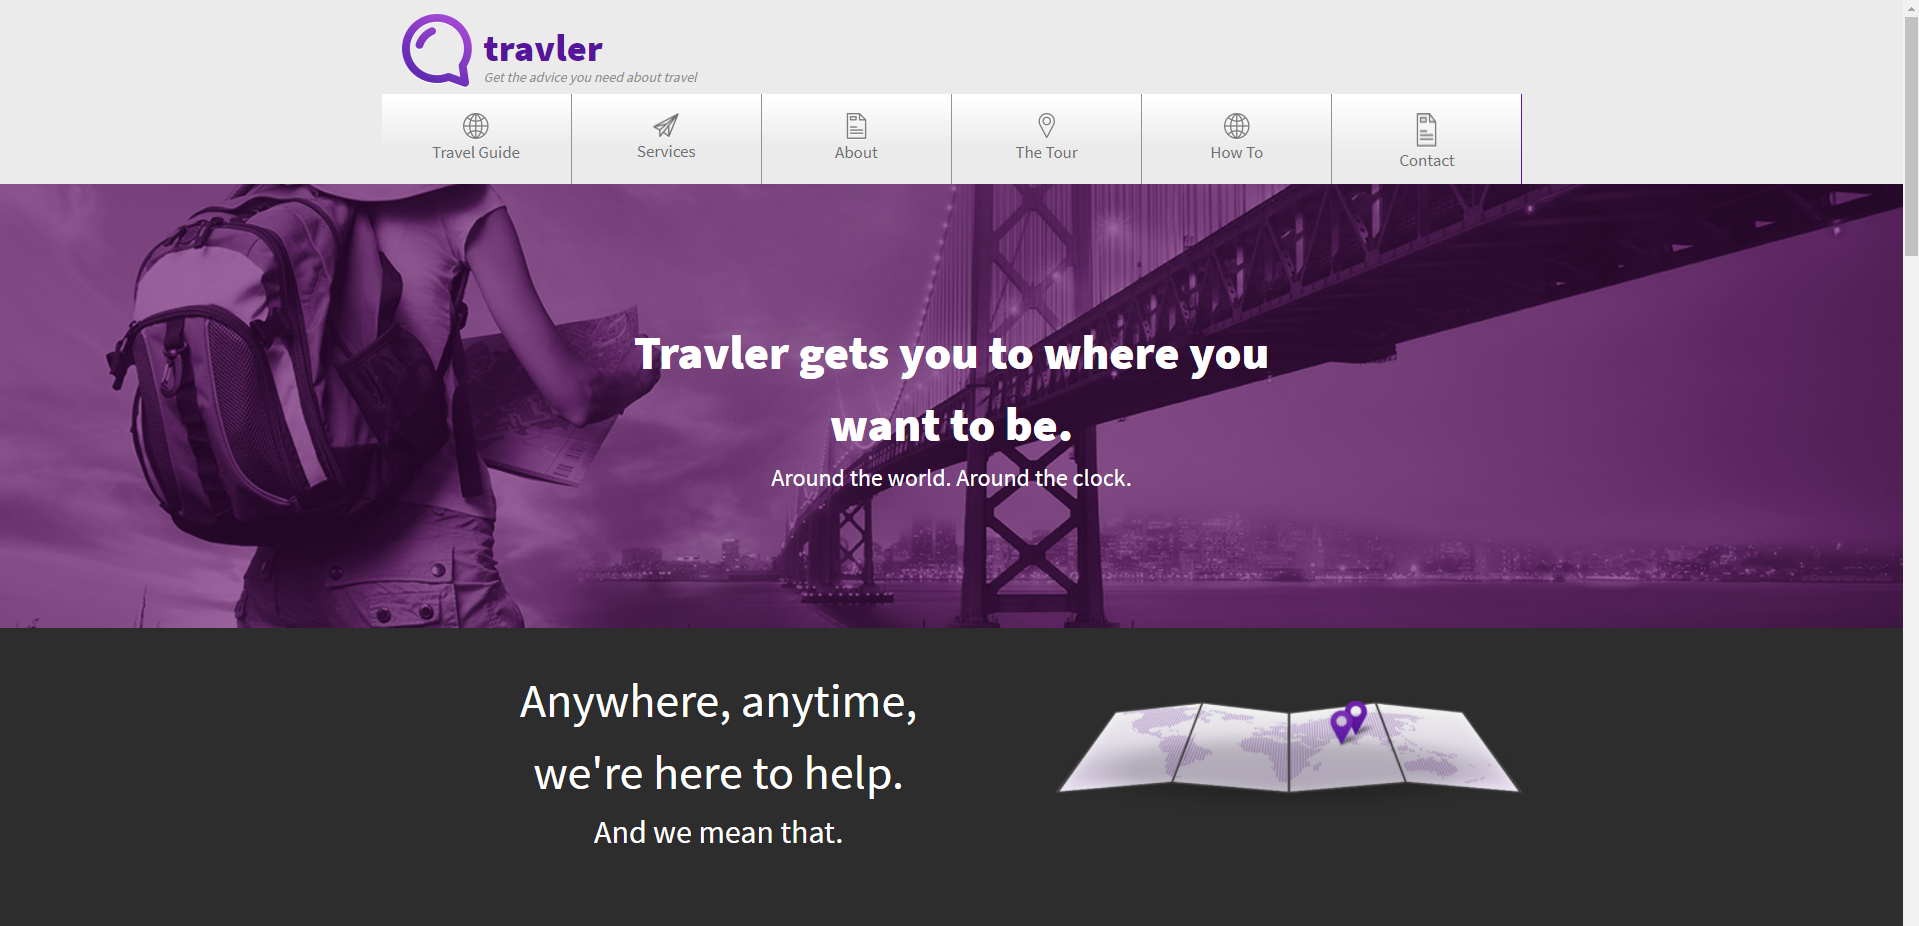 travler
Get the advice you need about travel
Travel Guide
Services
About
The Tour
How To
Contact
Travler gets you to where you
want to be.
Around the world. Around the clock.
Anywhere, anytime,
we're here to help.
And we mean that.